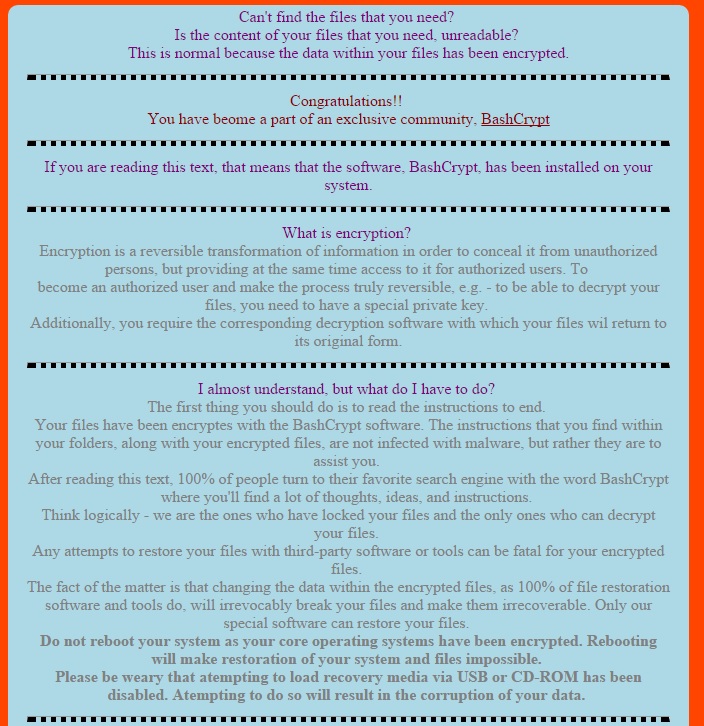 Can't find the files that you need?
Is the content of your files that you need, unreadable?
This is normal because the data within your files has been encrypted.
Congratulations!!
You have beome a part of an exclusive community, BashCrypt
If you are reading this text, that means that the software, BashCrypt, has been installed on your
system.
What is encryption?
Encryption is a reversible transformation of information in order to conceal it from unauthorized
persons, but providing at the same time access to it for authorized users. To
become an authorized user and make the process truly reversible, e.g. - to be able to decrypt your
files, you need to have a special private key.
Additionally, you require the corresponding decryption software with which your files wil return to
its original form.
I almost understand, but what do I have to do?
The first thing you should do is to read the instructions to end.
Your files have been encryptes with the BashCrypt software. The instructions that you find within
your folders, along with your encrypted files, are not infected with malware, but rather they are to
assist you.
After reading this text, 100% of people turn to their favorite search engine with the word BashCrypt
where you'll find a lot of thoughts, ideas, and instructions.
Think logically - we are the ones who have locked your files and the only ones who can decrypt
your files.
Any attempts to restore your files with third-party software or tools can be fatal for your encrypted
files.
The fact of the matter is that changing the data within the encrypted files, as 100% of file restoration
software and tools do, will irrevocably break your files and make them irrecoverable. Only our
special software can restore your files.
Do not reboot your system as your core operating systems have been encrypted. Rebooting
will make restoration of your system and files impossible.
Please be weary that atempting to load recovery media via USB or CD-ROM has been
disabled. Atempting to do so will result in the corruption of your data.